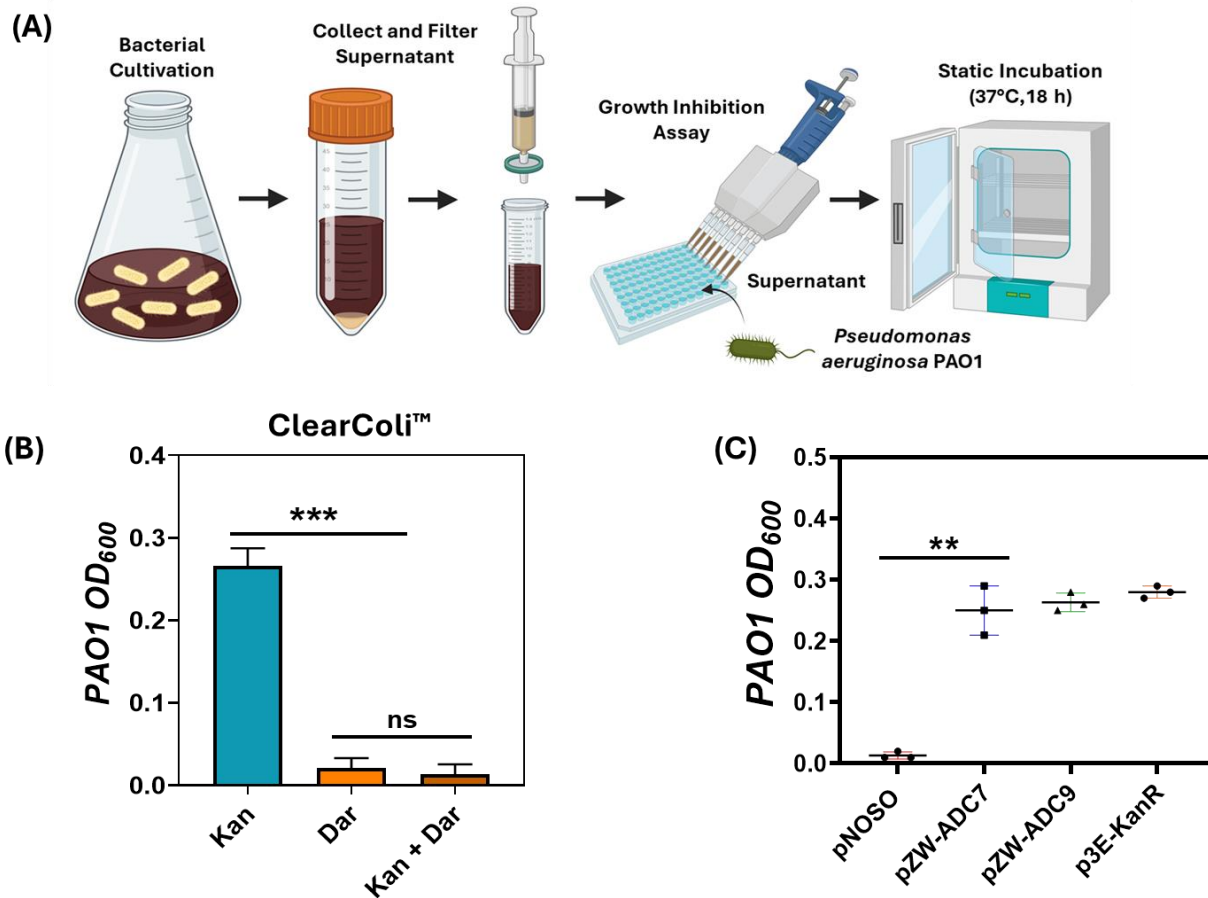 (A)
Bacterial
Cultivation
Collect and Filter
Supernatant
Growth Inhibition
Assay
Static Incubation
(37°C,18 h)
Supernatant
Pseudomonas
aeruginosa PAO1
(B)
ClearColi™
PAO1 OD600
0.4
0.3
0.2
0.1
0.0
***
ns
Kan
Dar
Kan + Dar
(C)
PAO1 OD600
0.5
0.4
0.3
0.2
0.1
0.0
**
pNOSO
pZW-ADC7
pZW-ADC9
p3E-KanR